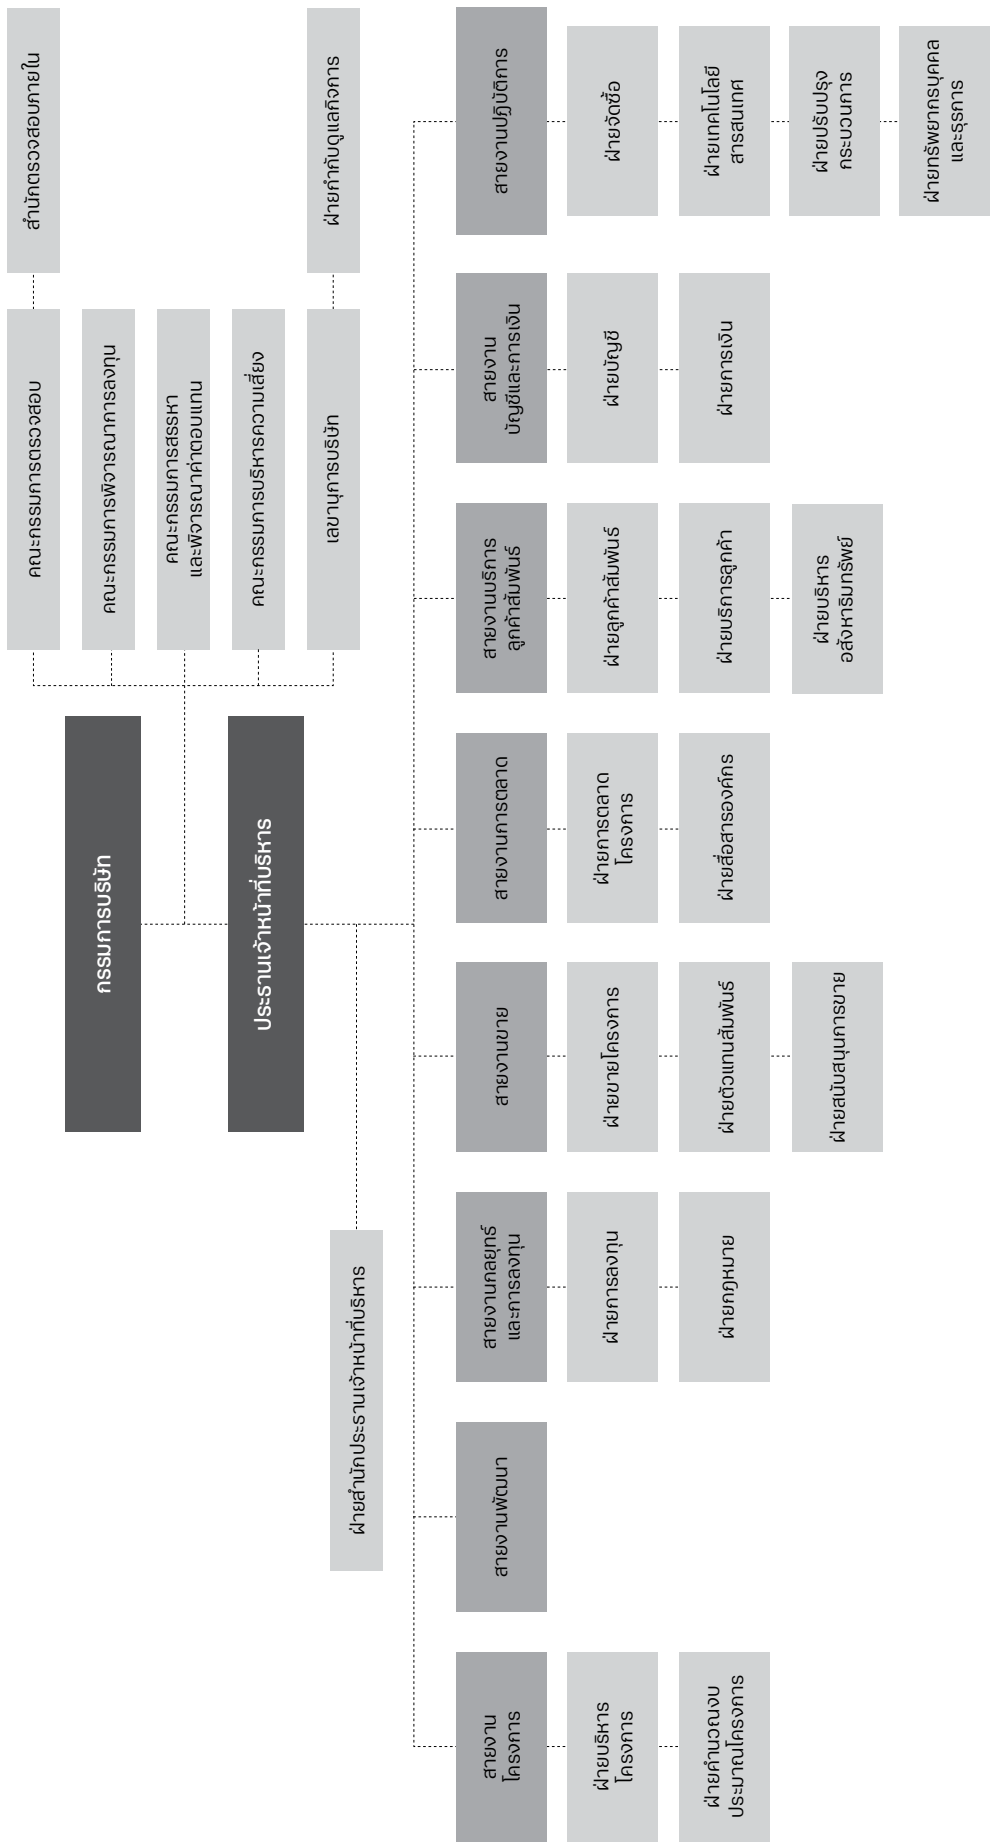 กรรมการบริษัท
คณะกรรมการตรวจสอบ
สำนักตรวจสอบภายใน
คณะกรรมการพิจารณาการลงทุน
คณะกรรมการสรรหา
และพิจารณาค่าตอบแทน
คณะกรรมการบริหารความเสี่ยง
เลขานุการบริษัท
ฝ่ายกำกับดูแลกิจการ
ประธานเจ้าหน้าที่บริหาร
ฝ่ายสำนักประธานเจ้าหน้าที่บริหาร
สายงาน
โครงการ
ฝ่ายบริหาร
โครงการ
ฝ่ายคำนวณงบ
ประมาณโครงการ
สายงานพัฒนา
สายงานกลยุทธ์
และการลงทุน
ฝ่ายการลงทุน
ฝ่ายกฎหมาย
สายงานขาย
ฝ่ายขายโครงการ
ฝ่ายตัวแทนสัมพันธ์
ฝ่ายสนับสนุนการขาย
สายงานการตลาด
ฝ่ายการตลาด
โครงการ
ฝ่ายสื่อสารองค์กร
สายงานบริการ
ลูกค้าสัมพันธ์
ฝ่ายลูกค้าสัมพันธ์
ฝ่ายบริการลูกค้า
ฝ่ายบริหาร
อสังหาริมทรัพย์
สายงาน
บัญชีและการเงิน
ฝ่ายบัญชี
ฝ่ายการเงิน
สายงานปฏิบัติการ
ฝ่ายจัดซื้อ
ฝ่ายเทคโนโลยี
สารสนเทศ
ฝ่ายปรับปรุง
กระบวนการ
ฝ่ายทรัพยากรบุคคล
และธุรการ